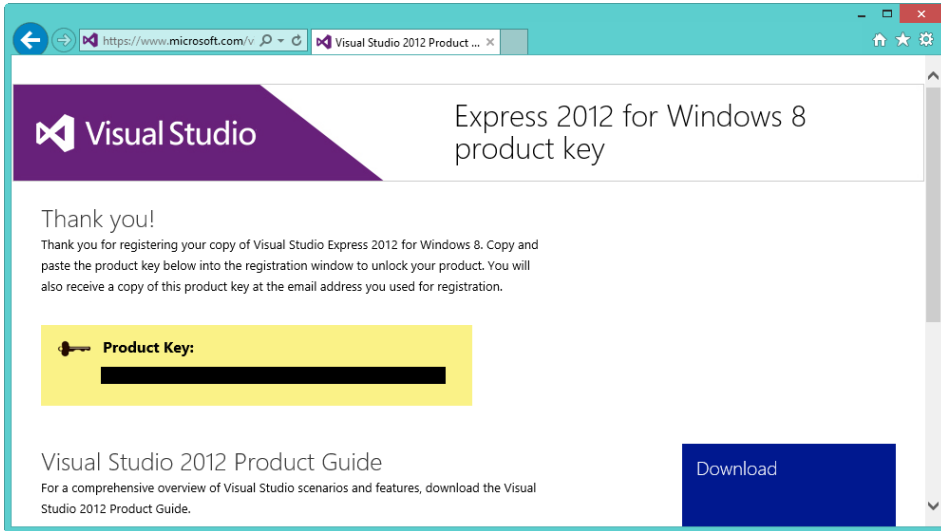 https://www.microsoft.com/v
Visual Studio 2012 Product ...
Visual Studio
Express 2012 for Windows 8
product key
Thank you!
Thank you for registering your copy of Visual Studio Express 2012 for Windows 8. Copy and
paste the product key below into the registration window to unlock your product. You will
also receive a copy of this product key at the email address you used for registration.
Product Key:
Visual Studio 2012 Product Guide
For a comprehensive overview of Visual Studio scenarios and features, download the Visual
Studio 2012 Product Guide.
Download